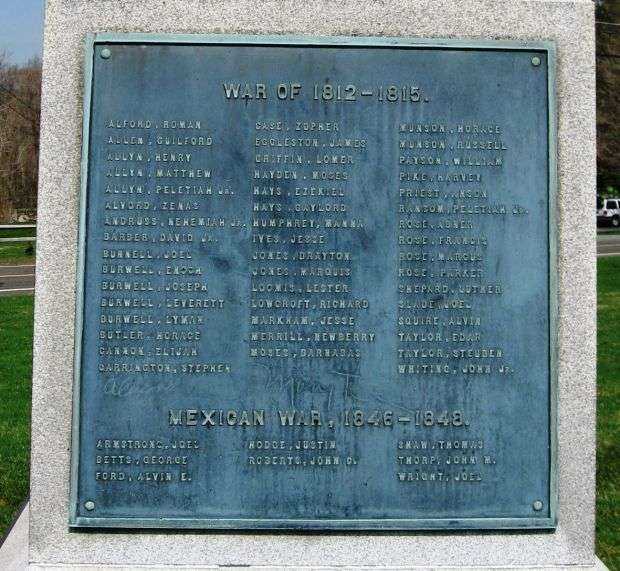 WAR OF 1812-1815.
ALFORD, ROMAN
ALLEN, GUILFORD
ALLYN, HENRY
ALLYN, MATTHEW
ALLYN, PELETIAH JR.
ALVORD, ZENAS
ANDRUSS, NEHEMIAH JR.
BARBER, DAVID JR.
BUNNELL, JOEL
BURWELL, ENOCH
BURWELL, JOSEPH
BURWELL, LEVERETT
BURWELL, LYMAN
BUTLER, HORACE
CANNON, ELIJAH
DARRINGTON, STEPHEN
CASE, ZOPHER
EGGLESTON, JAMES
GRIFFIN, LOMER
HAYDEN, MOSES
HAYS, EZEKIEL
HAYS, GAYLORD
HUMPHREY, MANNA
IVES, JESSE
JONES, DRAYTON
JONES, MARQUIS
LOOMIS, LESTER
LOWCROFT, RICHARD
MARKHAM, JESSE
MERRILL, NEWBERRY
MOSES, BARNABAS
MUNSON, HORACE
MUNSON, RUSSELL
PAYSON, WILLIAM
PIKE, HARVEY
PRIEST, ANSON
RANSOM, PELETIAH JR.
ROSE, ABNER
ROSE, FRANCIS
ROSE, MARCUS
ROSE, PARKER
SHEPARD, LUTHER
SLADE, JOEL
SQUIRE, ALVIN
TAYLOR, EDAR
TAYLOR, STEUBEN
WHITING, JOHN JR.
MEXICAN WAR, 1846-1848.
ARMSTRONG, JOEL
BETTS, GEORGE
FORD, ALVIN E.
HODGE, JUSTIN
ROBERTS, JOHN C.
SHAW, THOMAS
THORP, JOHN M.
WRIGHT, JOEL